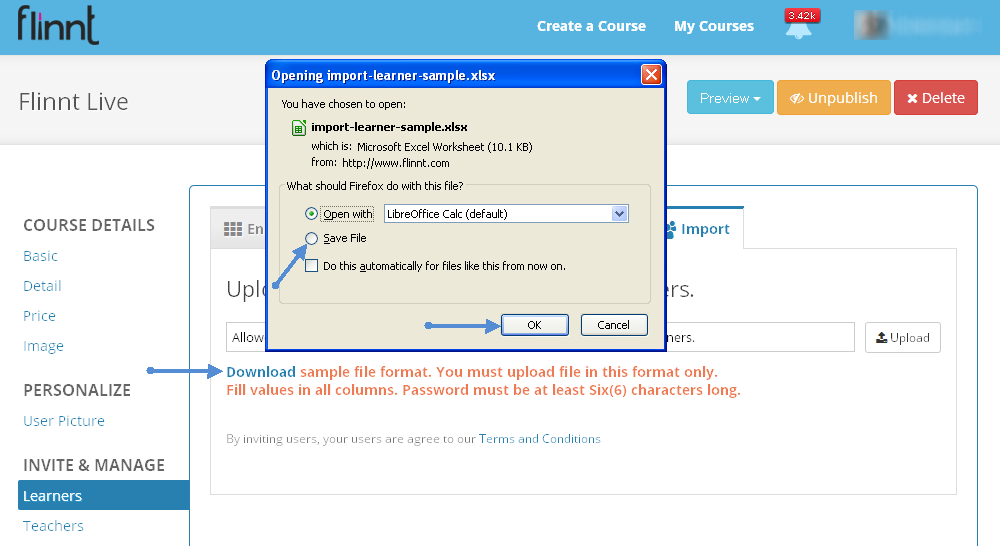 flinnt
Create a Course
My Courses
3.42k
Flinnt Live
Preview
Unpublish
Delete
Opening import-learner-sample.xlsx
You have chosen to open:
import-learner-sample.xlsx
which is: Microsoft Excel Worksheet (10.1 KB)
from: http://www.flinnt.com
What should Firefox do with this file?
Open with
LibreOffice Calc (default)
Save File
Do this automatically for files like this from now on.
OK
Cancel
COURSE DETAILS
Basic
Detail
Price
Image
PERSONALIZE
User Picture
INVITE & MANAGE
Learners
Teachers
En
Import
Uplo
rs.
Allow
ners.
Upload
Download sample file format. You must upload file in this format only.
Fill values in all columns. Password must be at least Six(6) characters long.
By inviting users, your users are agree to our Terms and Conditions